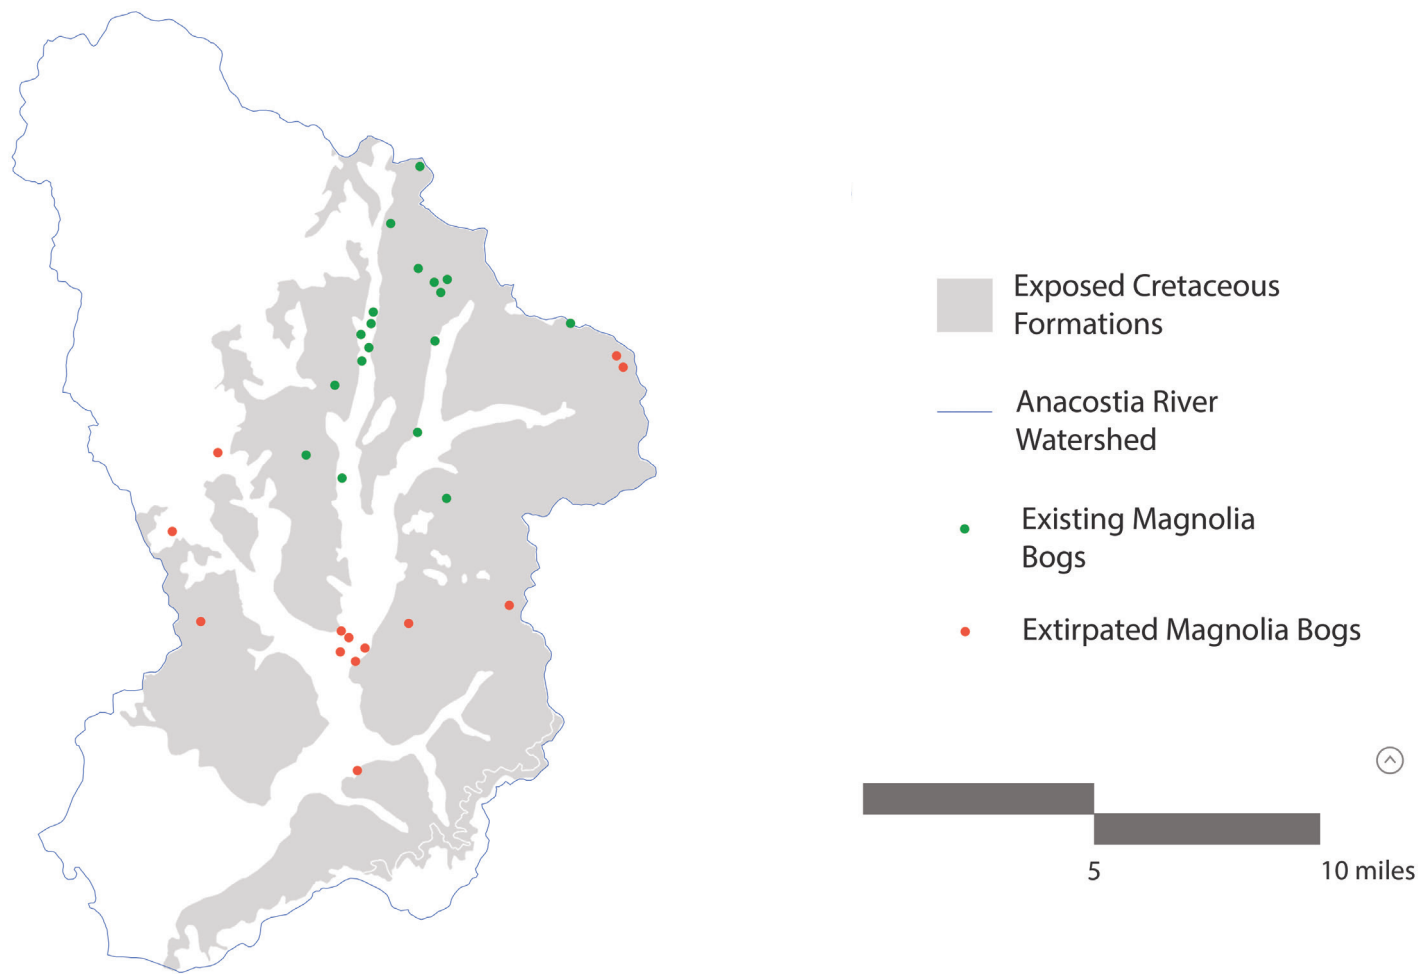 Exposed Cretaceous
Formations
Anacostia River
Watershed
Existing Magnolia
Bogs
Extirpated Magnolia Bogs
5
10 miles